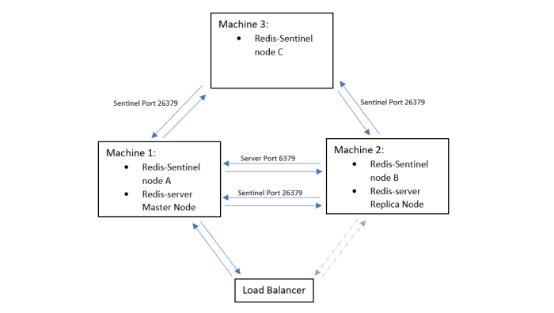 Machine 3:
• Redis-Sentinel
node C
Sentinel Port 26379
Sentinel Port 26379
Machine 1:
• Redis-Sentinel
node A
• Redis-server
Master Node
Server Port 6379
Sentinel Port 26379
Machine 2:
• Redis-Sentinel
node B
• Redis-server
Replica Node
Load Balancer